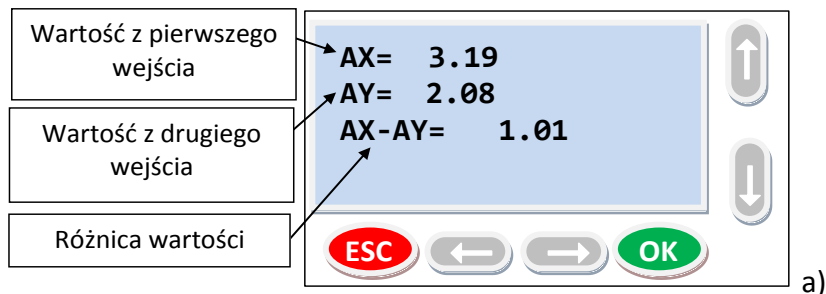 Wartość z pierwszego
wejścia
Wartość z drugiego
wejścia
Różnica wartości
AX= 3.19
AY= 2.08
AX-AY= 1.01
ESC
OK
a)